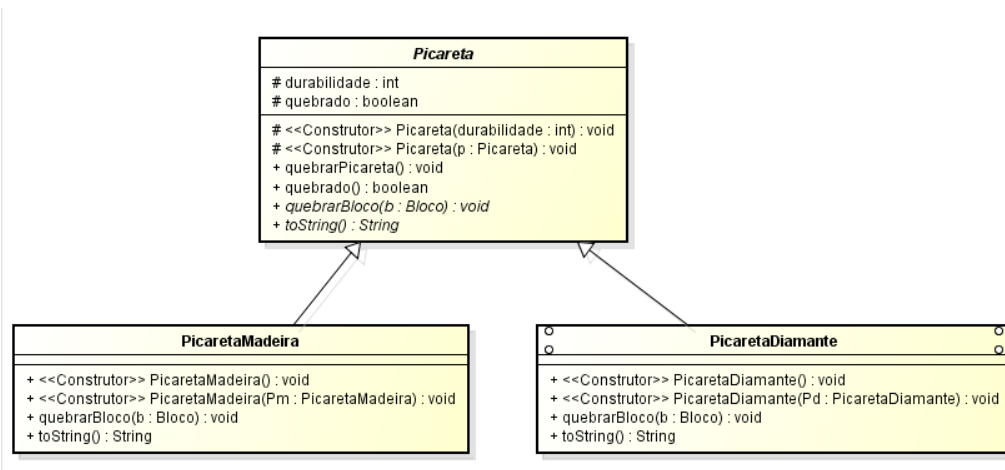 Picareta
# durabilidade : int
# quebrado : boolean
# <<Construtor>> Picareta(durabilidade : int) : void
# <<Construtor>> Picareta(p : Picareta) : void
+ quebrarPicareta() : void
+ quebrado() : boolean
+ quebrarBloco(b : Bloco) : void
+ toString() : String
PicaretaMadeira
+ <<Construtor>> PicaretaMadeira() : void
+ <<Construtor>> PicaretaMadeira(Pm : PicaretaMadeira) : void
+ quebrarBloco(b : Bloco) : void
+ toString() : String
PicaretaDiamante
+ <<Construtor>> PicaretaDiamante() : void
+ <<Construtor>> PicaretaDiamante(Pd : PicaretaDiamante) : void
+ quebrarBloco(b : Bloco) : void
+ toString() : String